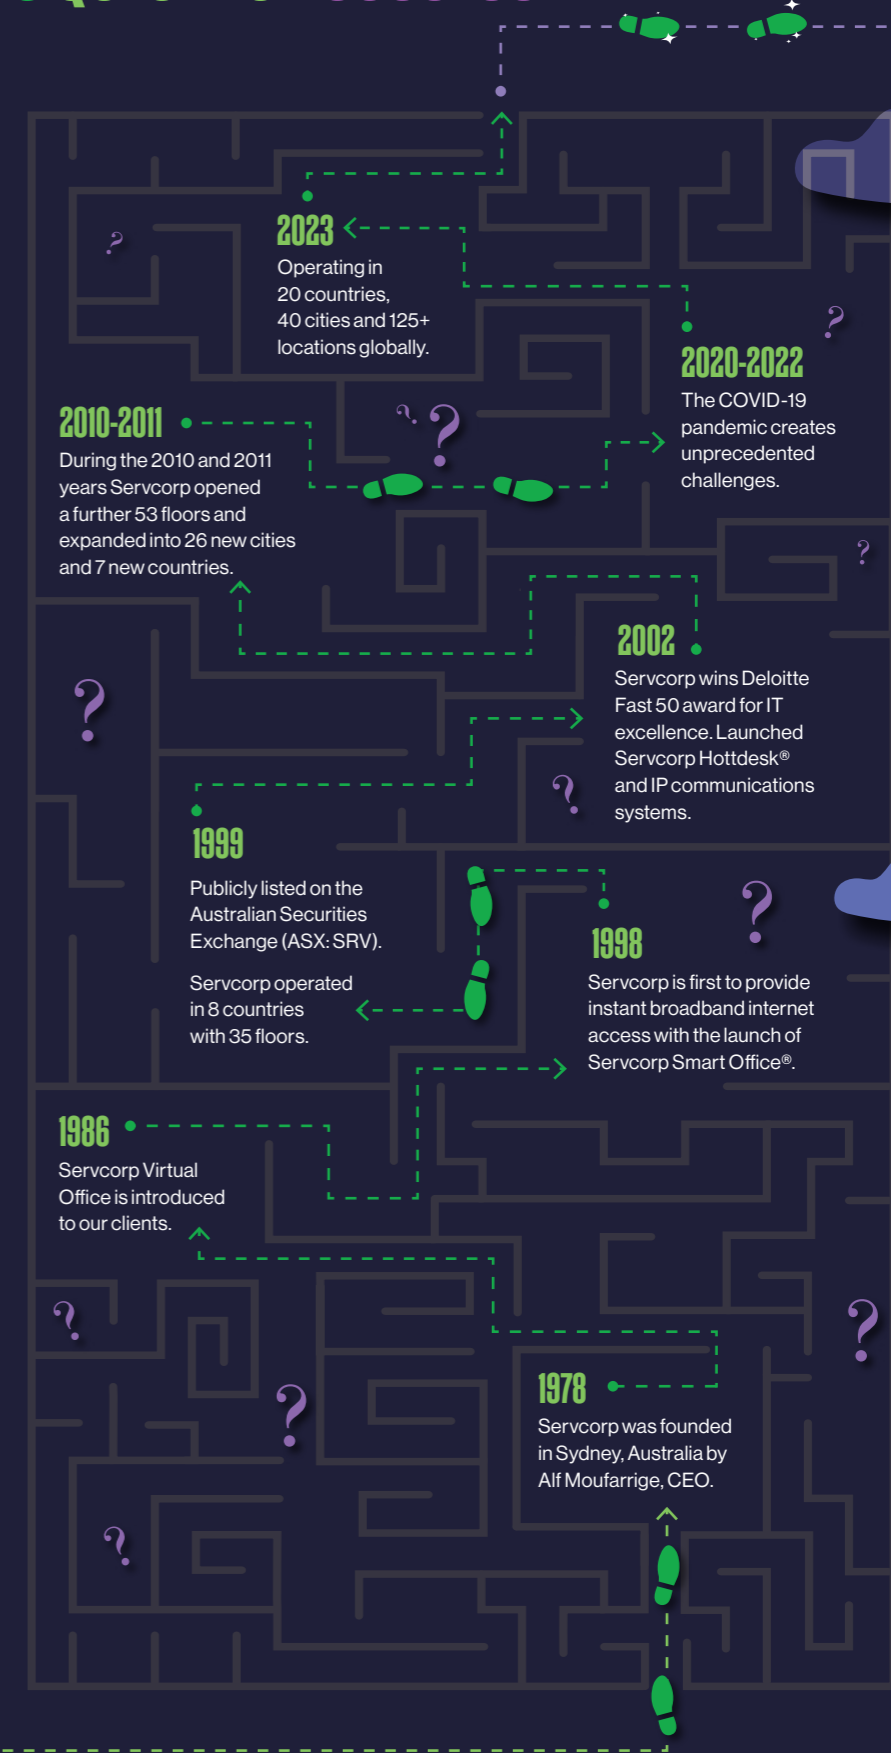 2023
Operating in
20 countries,
40 cities and 125+
locations globally.
2020-2022
The COVID-19
pandemic creates
unprecedented
challenges.
2010-2011
During the 2010 and 2011
years Servcorp opened
a further 53 floors and
expanded into 26 new cities
and 7 new countries.
2002
Servcorp wins Deloitte
Fast 50 award for IT
excellence. Launched
Servcorp Hottdesk®
and IP communications
systems.
1999
Publicly listed on the
Australian Securities
Exchange (ASX: SRV).
Servcorp operated
in 8 countries
with 35 floors.
1998
Servcorp is first to provide
instant broadband internet
access with the launch of
Servcorp Smart Office®.
1986
Servcorp Virtual
Office is introduced
to our clients.
1978
Servcorp was founded
in Sydney, Australia by
Alf Moufarrige, CEO.